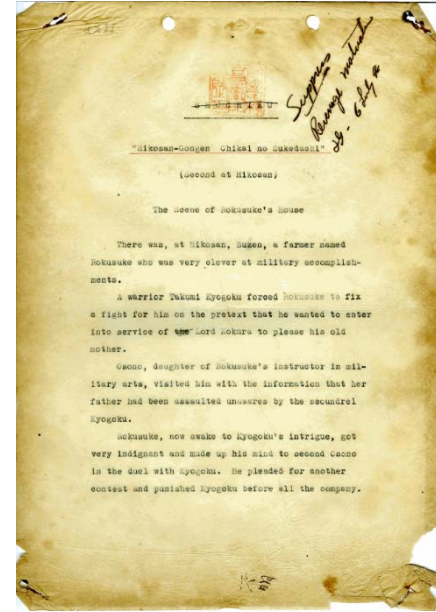 SHOCHIKU
Suppress
Revenge motive
"Hikosan-Gongen Chikai no Sukedachi"
(Second at Hikosan)
The Scene of Rokusuke's House
There was, at Hikosan, Buzen, a farmer named
Rokusuke who was very clever at military accomplish-
ments.
A warrior Takumi Kyogoku forced Rokusuke to fix
a fight for him on the pretext that he wanted to enter
into service of the Lord Kokura to please his old
mother.
Osono, daughter of Rokusuke's instructor in mil-
itary arts, visited him with the information that her
father had been assaulted unawares by the scoundrel
Kyogoku.
Rokusuke, now awake to Kyogoku's intrigue, got
very indignant and made up his mind to second Osono
in the duel with Kyogoku. He pleaded for another
contest and punished Kyogoku before all the company.